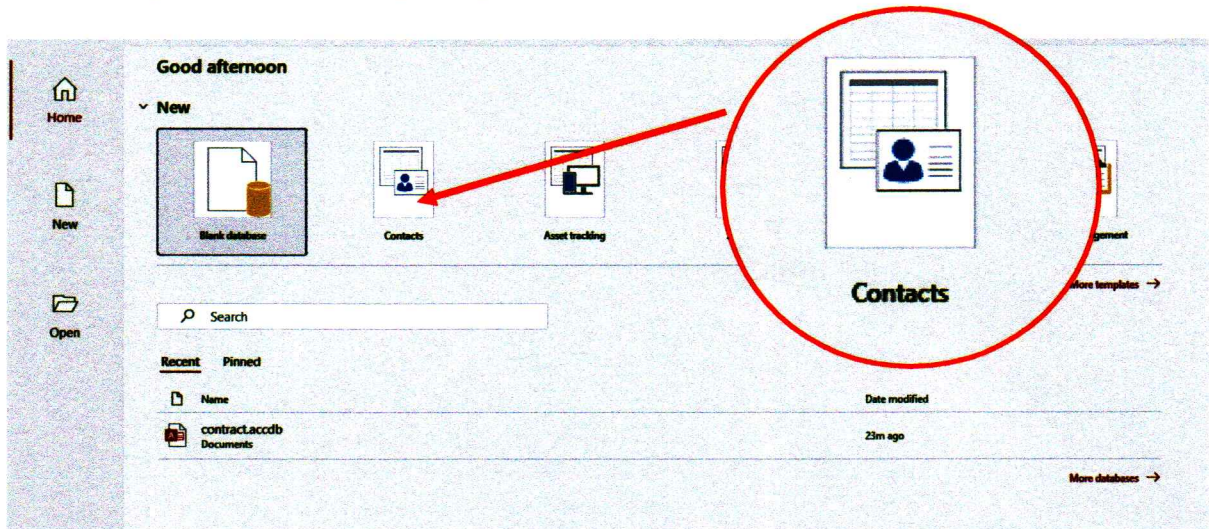 Good afternoon
Home
New
New
Open
Blank database
Contacts
Asset tracking
gement
Contacts
More templates →
Search
Recent Pinned
Name Date modified
contract.accdb
Documents
23m ago
More databases →